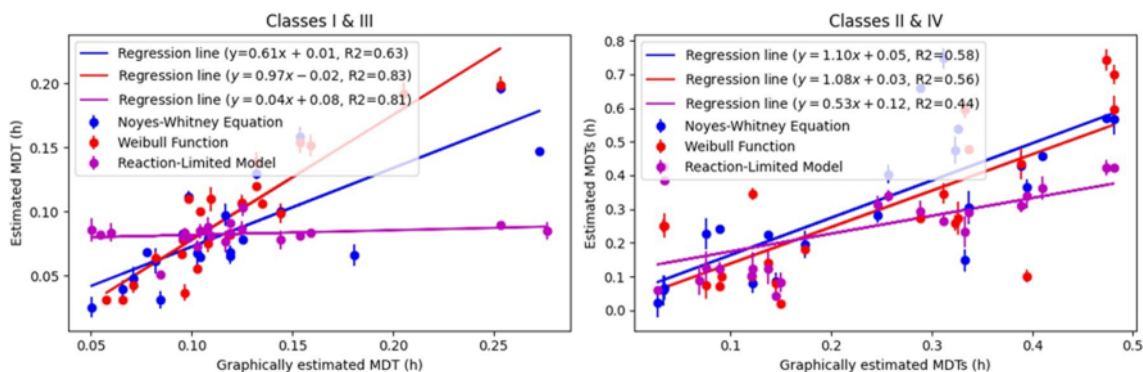 Classes I & III
Estimated MDT (h)
0.20
0.15
0.10
0.05
Regression line (y=0.61x + 0.01, R2=0.63)
Regression line (y = 0.97x − 0.02, R2=0.83)
Regression line (y = 0.04x + 0.08, R2=0.81)
Noyes-Whitney Equation
Weibull Function
Reaction-Limited Model
0.05 0.10 0.15 0.20 0.25
Graphically estimated MDT (h)
Classes II & IV
Estimated MDTs (h)
0.8
0.7
0.6
0.5
0.4
0.3
0.2
0.1
0.0
Regression line (y = 1.10x + 0.05, R2=0.58)
Regression line (y = 1.08x + 0.03, R2=0.56)
Regression line (y = 0.53x + 0.12, R2=0.44)
Noyes-Whitney Equation
Weibull Function
Reaction-Limited Model
0.1 0.2 0.3 0.4 0.5
Graphically estimated MDTs (h)